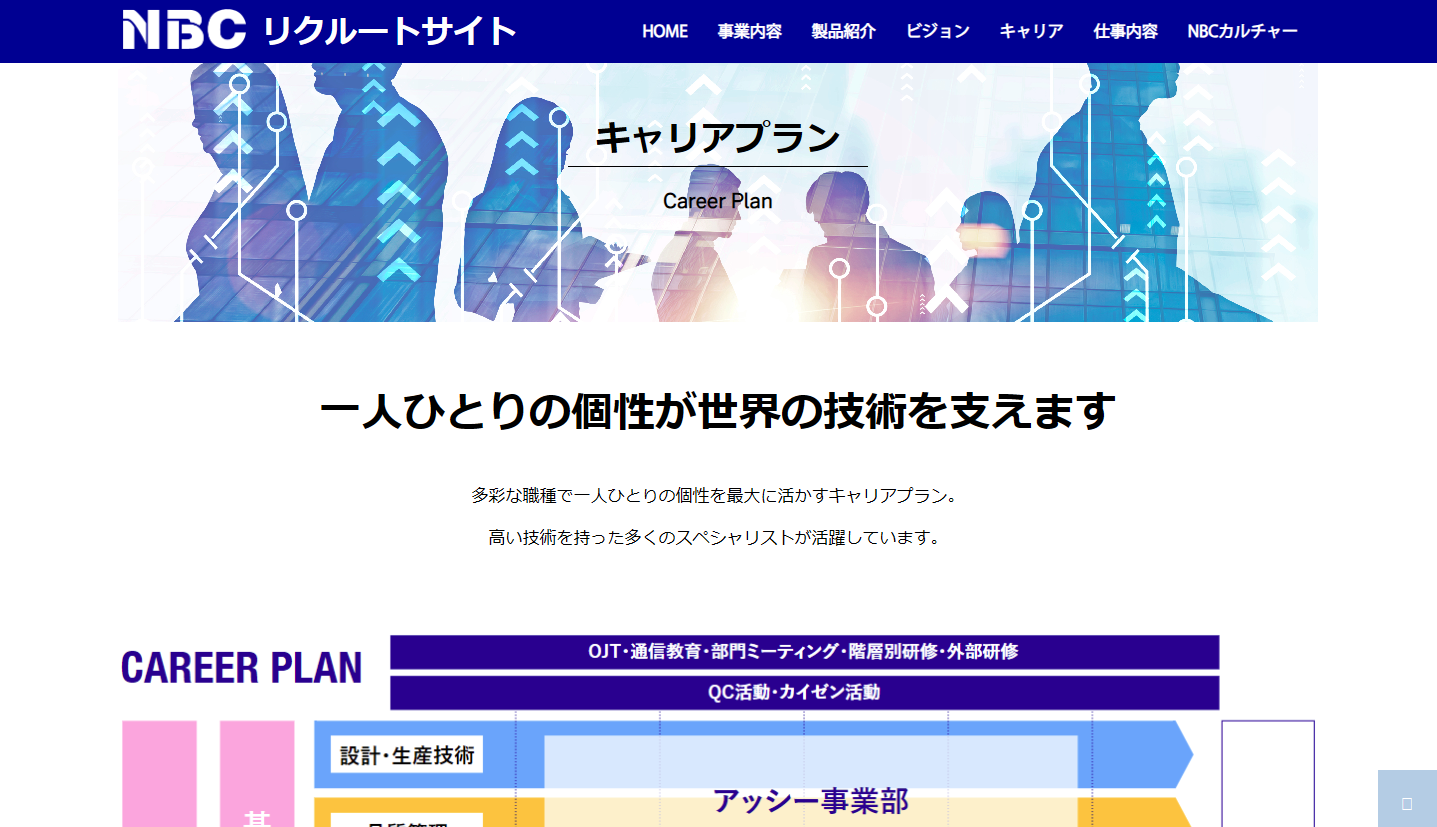 NBC リクルートサイト
HOME 事業内容 製品紹介 ビジョン キャリア 仕事内容 NBCカルチャー
キャリアプラン
Career Plan
一人ひとりの個性が世界の技術を支えます
多彩な職種で一人ひとりの個性を最大に活かすキャリアプラン。
高い技術を持った多くのスペシャリストが活躍しています。
CAREER PLAN
OJT・通信教育・部門ミーティング・階層別研修・外部研修
QC活動・カイゼン活動
設計・生産技術
アッシー事業部